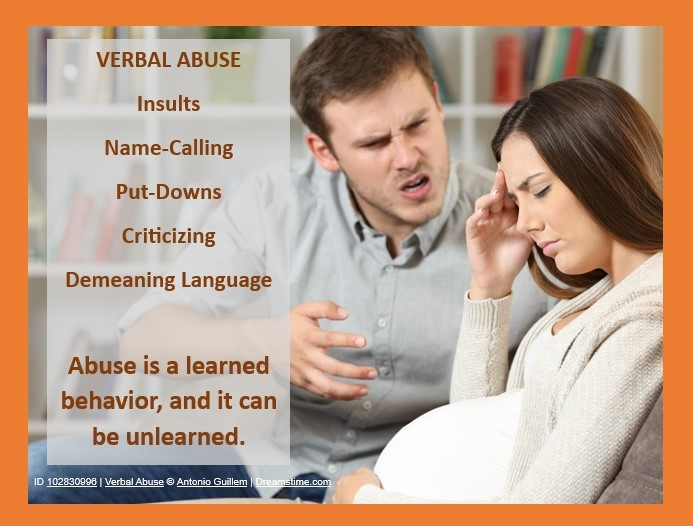 VERBAL ABUSE
Insults
Name-Calling
Put-Downs
Criticizing
Demeaning Language
Abuse is a learned
behavior, and it can
be unlearned.
ID 102830996 | Verbal Abuse © Antonio Guillem | Dreamstime.com